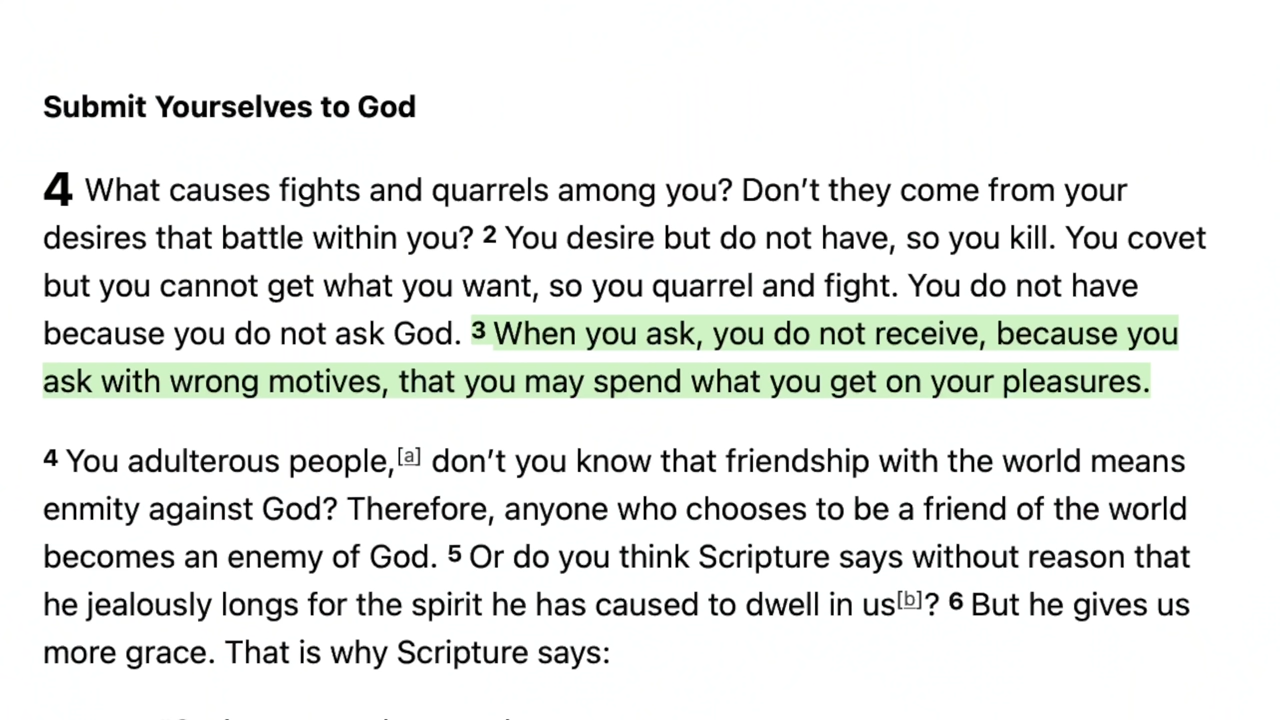 Submit Yourselves to God
4 What causes fights and quarrels among you? Don’t they come from your
desires that battle within you? 2 You desire but do not have, so you kill. You covet
but you cannot get what you want, so you quarrel and fight. You do not have
because you do not ask God. 3 When you ask, you do not receive, because you
ask with wrong motives, that you may spend what you get on your pleasures.
4 You adulterous people,[a] don’t you know that friendship with the world means
enmity against God? Therefore, anyone who chooses to be a friend of the world
becomes an enemy of God. 5 Or do you think Scripture says without reason that
he jealously longs for the spirit he has caused to dwell in us[b]? 6 But he gives us
more grace. That is why Scripture says: